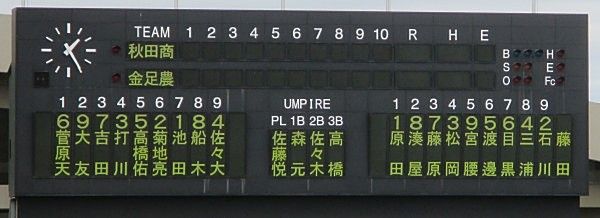 TEAM 1 2 3 4 5 6 7 8 9 10 R H E
秋田商
B H
S E
金足農
O Fc
1 2 3 4 5 6 7 8 9
6 9 7 3 5 2 1 8 4
菅原天
大友
吉田
打川
高橋佑
菊地亮
池田
船木
佐々大
UMPIRE
PL 1B 2B 3B
佐藤悦
森元
佐々木
高橋
1 2 3 4 5 6 7 8 9
1 8 7 3 9 5 6 4 2
原田
湊屋
藤原
松岡
宮腰
渡邊
目黒
三浦
石川
藤田